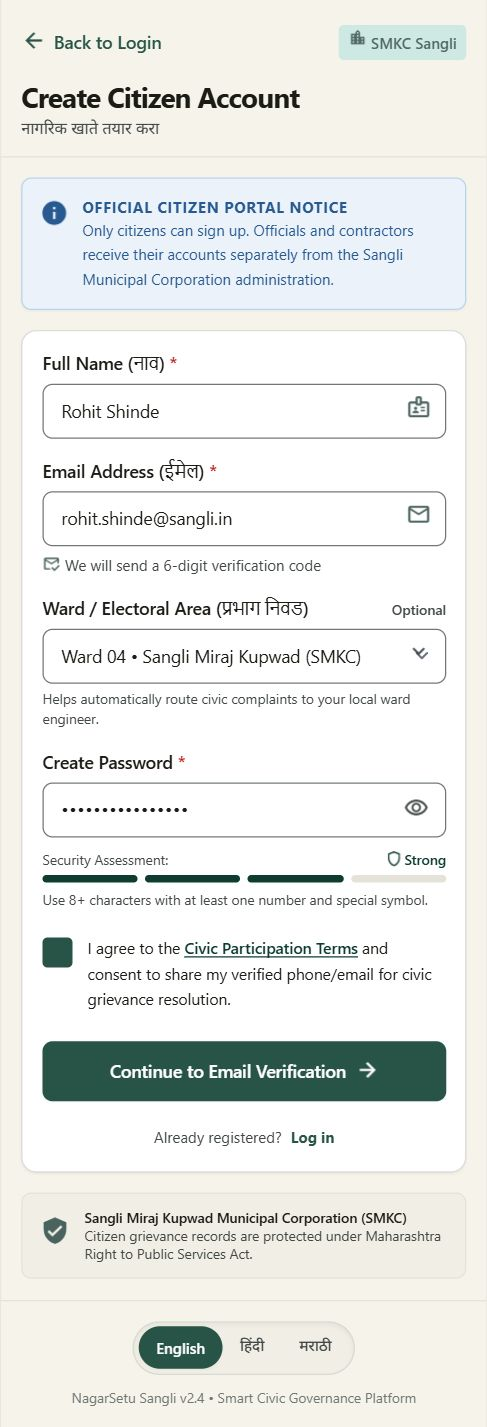 Back to Login
SMKC Sangli
Create Citizen Account
नागरिक खाते तयार करा
OFFICIAL CITIZEN PORTAL NOTICE
Only citizens can sign up. Officials and contractors
receive their accounts separately from the Sangli
Municipal Corporation administration.
Full Name (नाव) *
Rohit Shinde
Email Address (ईमेल) *
rohit.shinde@sangli.in
We will send a 6-digit verification code
Ward / Electoral Area (प्रभाग निवड)
Optional
Ward 04 • Sangli Miraj Kupwad (SMKC)
Helps automatically route civic complaints to your local ward
engineer.
Create Password *
••••••••••••••••
Security Assessment:
Strong
Use 8+ characters with at least one number and special symbol.
I agree to the Civic Participation Terms and
consent to share my verified phone/email for civic
grievance resolution.
Continue to Email Verification
Already registered? Log in
Sangli Miraj Kupwad Municipal Corporation (SMKC)
Citizen grievance records are protected under Maharashtra
Right to Public Services Act.
English
हिंदी
मराठी
NagarSetu Sangli v2.4 • Smart Civic Governance Platform